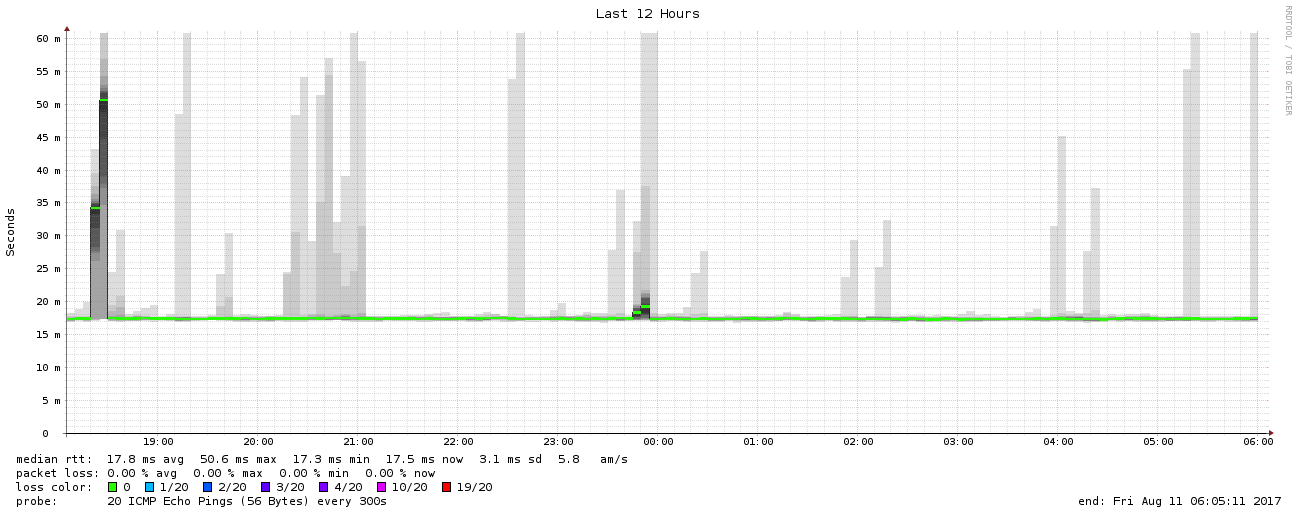 Last 12 Hours
RRDTOOL / TOBI OETIKER
Seconds
60 m
55 m
50 m
45 m
40 m
35 m
30 m
25 m
20 m
15 m
10 m
5 m
0
19:00 20:00 21:00 22:00 23:00 00:00 01:00 02:00 03:00 04:00 05:00 06:00
median rtt: 17.8 ms avg 50.6 ms max 17.3 ms min 17.5 ms now 3.1 ms sd 5.8 am/s
packet loss: 0.00 % avg 0.00 % max 0.00 % min 0.00 % now
loss color: 0 1/20 2/20 3/20 4/20 10/20 19/20
probe: 20 ICMP Echo Pings (56 Bytes) every 300s end: Fri Aug 11 06:05:11 2017